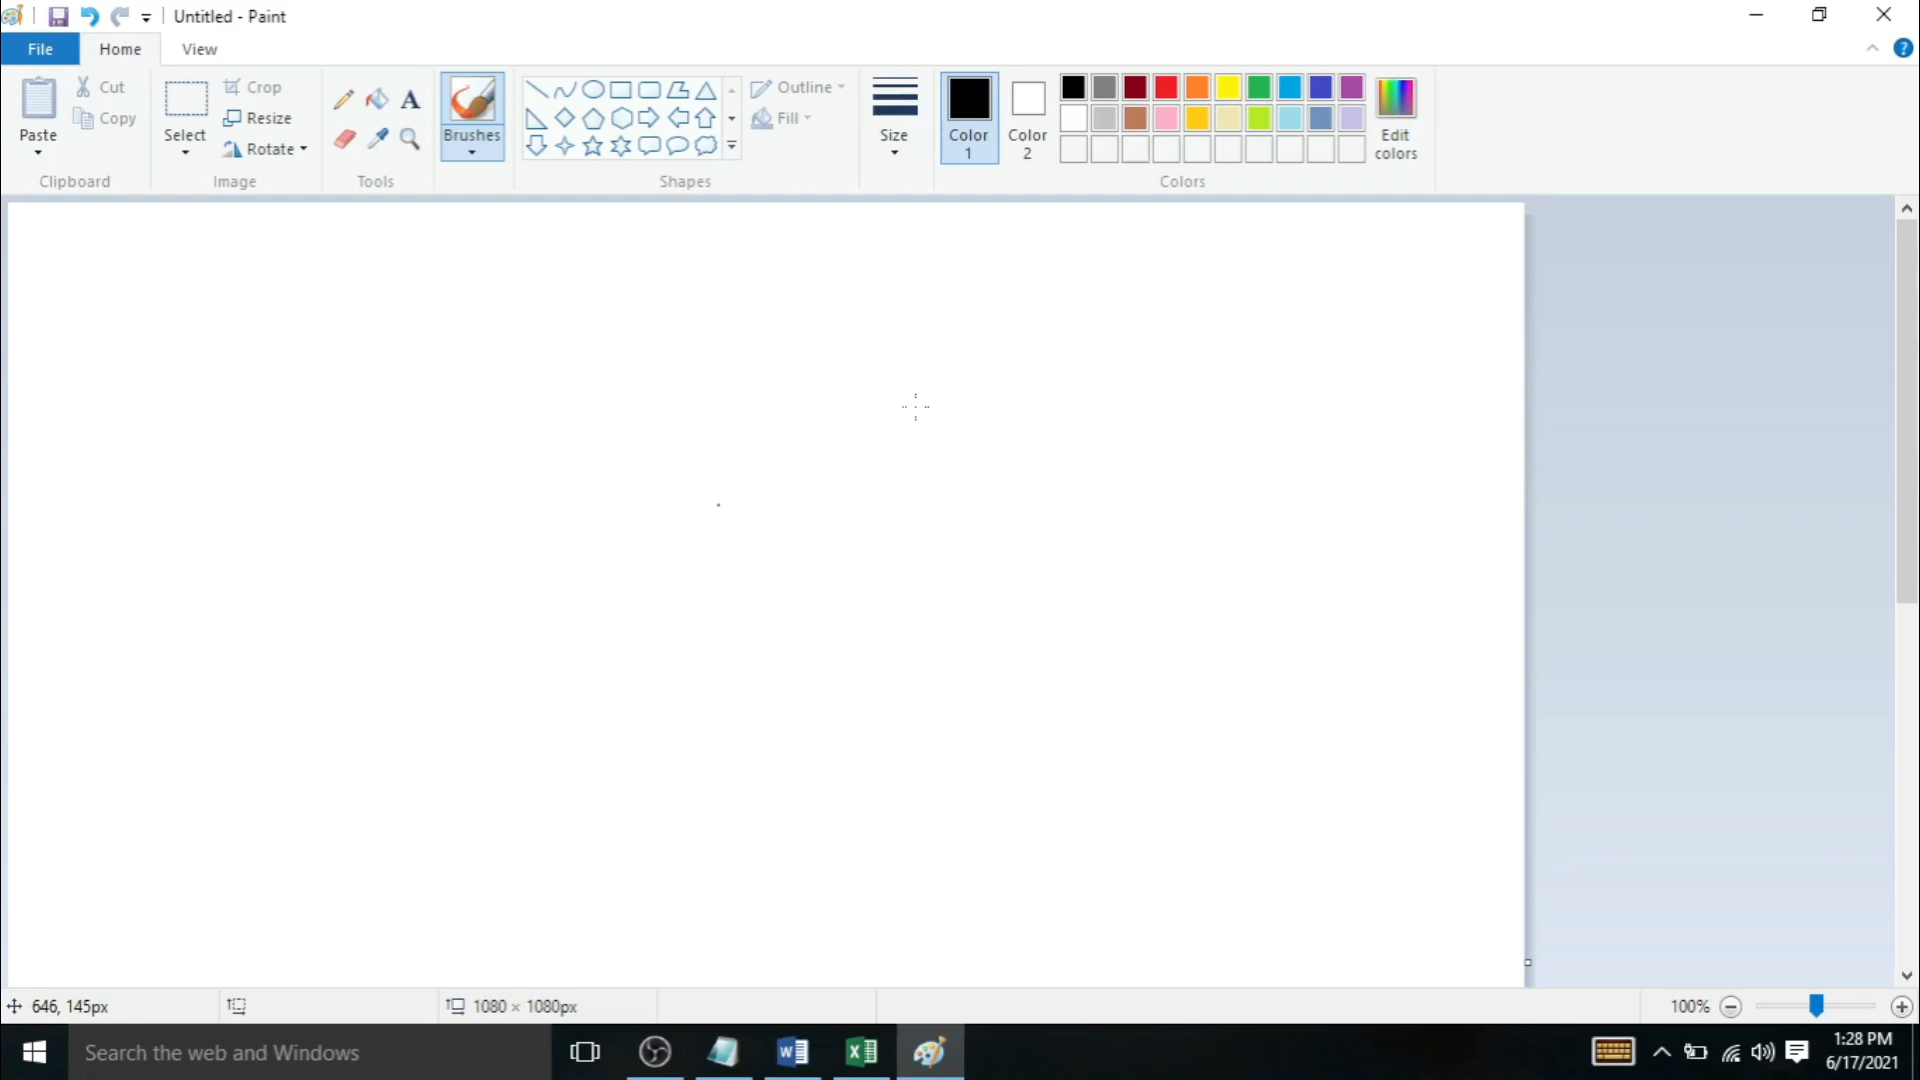 Untitled - Paint
File Home View
Paste
Cut
Copy
Clipboard
Select
Crop
Resize
Rotate
Image
A
Tools
Brushes
Outline
Fill
Shapes
Size
Color
1
Color
2
Edit
colors
Colors
646, 145px
1080 × 1080px
100%
Search the web and Windows
1:28 PM
6/17/2021